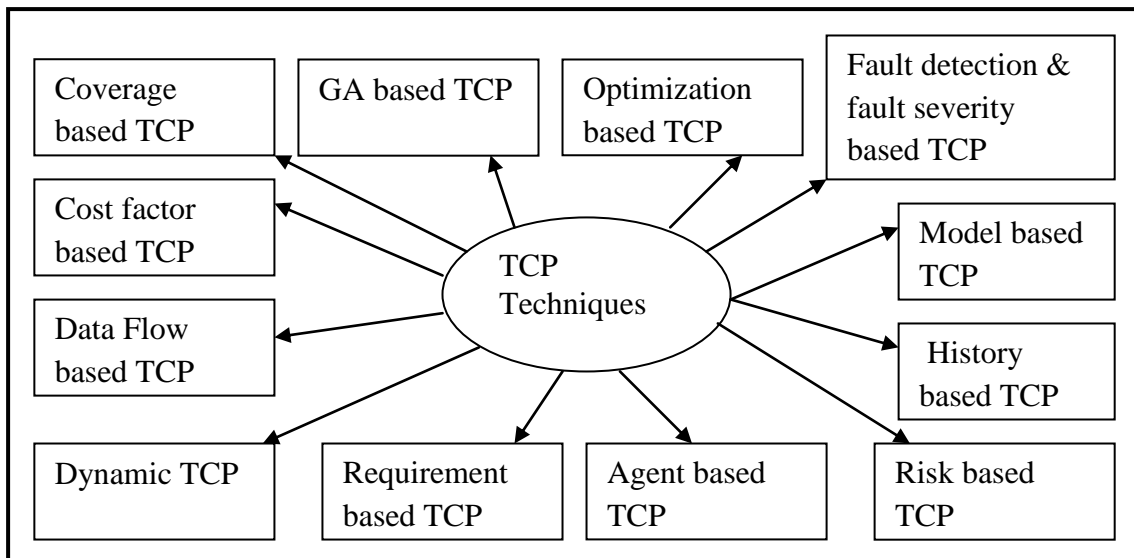 Coverage
based TCP
GA based TCP
Optimization
based TCP
Fault detection &
fault severity
based TCP
Cost factor
based TCP
TCP
Techniques
Model based
TCP
Data Flow
based TCP
History
based TCP
Dynamic TCP
Requirement
based TCP
Agent based
TCP
Risk based
TCP